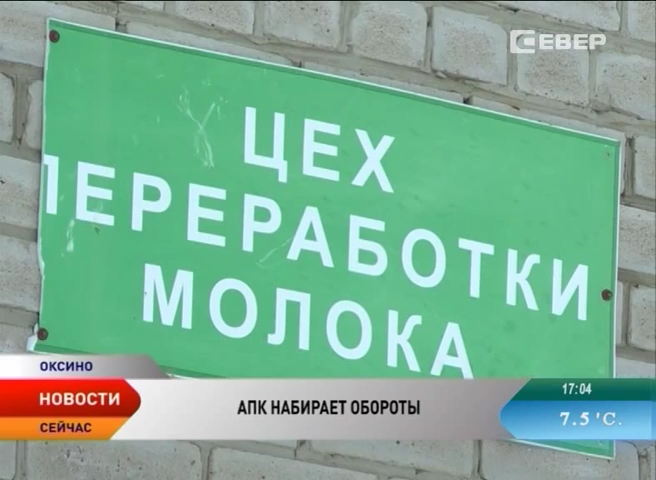 СЕВЕР
ЦЕХ
ПЕРЕРАБОТКИ
МОЛОКА
ОКСИНО
НОВОСТИ
СЕЙЧАС
АПК НАБИРАЕТ ОБОРОТЫ
17:04
7.5 'С.